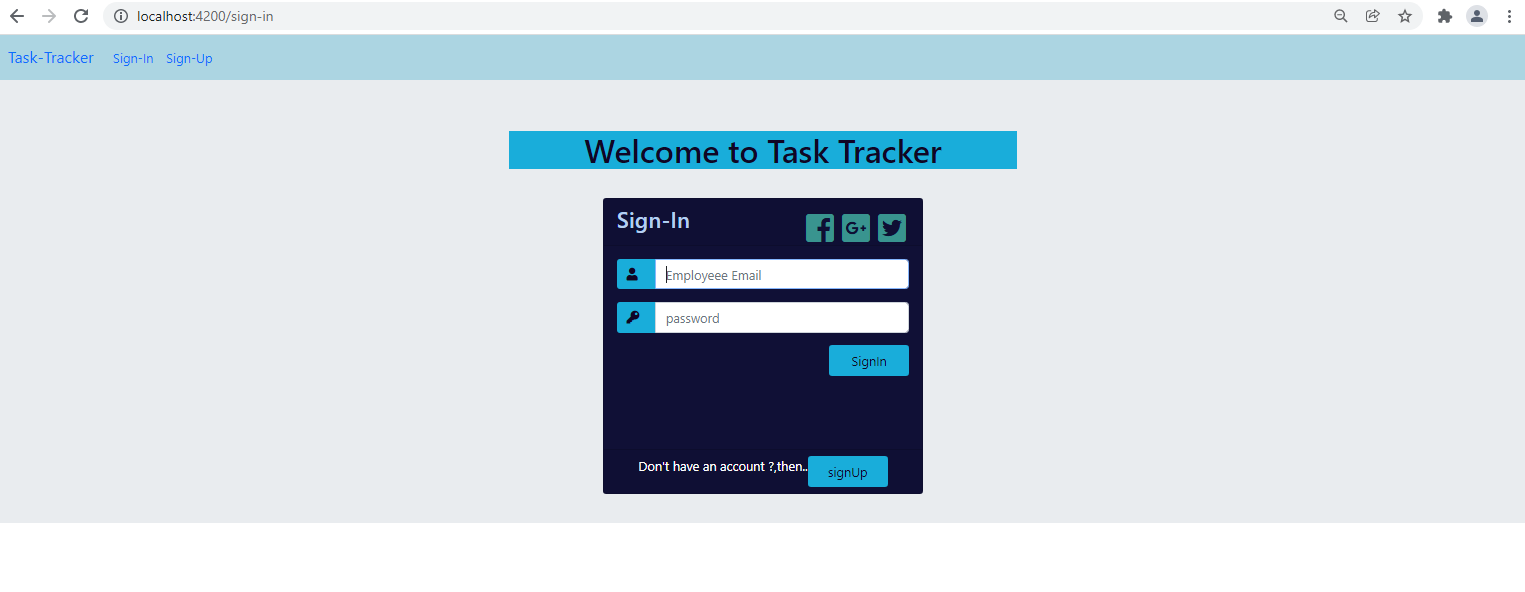 localhost:4200/sign-in
Task-Tracker Sign-In Sign-Up
Welcome to Task Tracker
Sign-In
G+
Employeee Email
password
SignIn
Don't have an account ?,then.. signUp